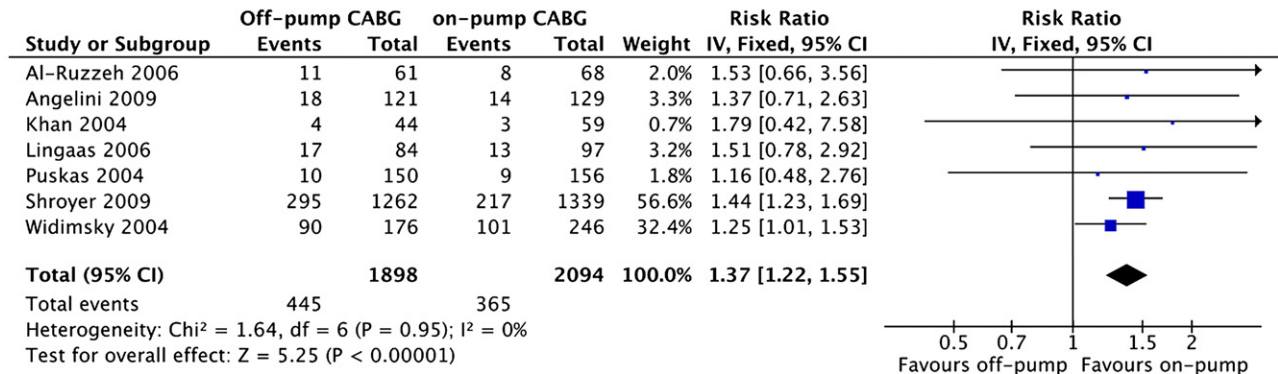 Off-pump CABG on-pump CABG Risk Ratio Risk Ratio
Study or Subgroup Events Total Events Total Weight IV, Fixed, 95% CI IV, Fixed, 95% CI
Al-Ruzzeh 2006 11 61 8 68 2.0% 1.53 [0.66, 3.56]
Angelini 2009 18 121 14 129 3.3% 1.37 [0.71, 2.63]
Khan 2004 4 44 3 59 0.7% 1.79 [0.42, 7.58]
Lingaas 2006 17 84 13 97 3.2% 1.51 [0.78, 2.92]
Puskas 2004 10 150 9 156 1.8% 1.16 [0.48, 2.76]
Shroyer 2009 295 1262 217 1339 56.6% 1.44 [1.23, 1.69]
Widimsky 2004 90 176 101 246 32.4% 1.25 [1.01, 1.53]
Total (95% CI) 1898 2094 100.0% 1.37 [1.22, 1.55]
Total events 445 365
Heterogeneity: Chi² = 1.64, df = 6 (P = 0.95); I² = 0%
Test for overall effect: Z = 5.25 (P < 0.00001)
0.5 0.7 1 1.5 2
Favours off-pump Favours on-pump